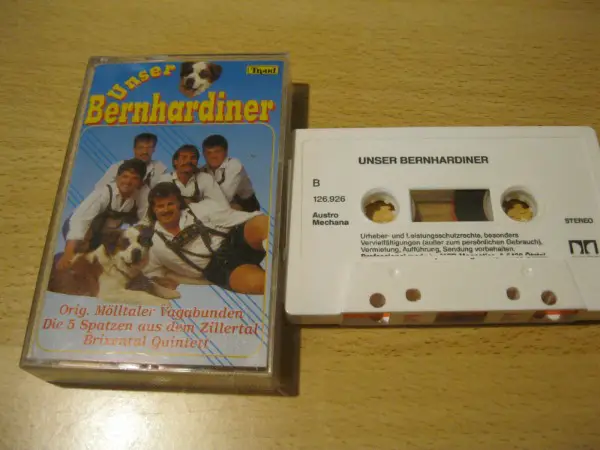 Tyrol
Unser
Bernhardiner
Orig. Mölltaler Vagabunden
Die 5 Spatzen aus dem Zillertal
Brixental Quintett
UNSER BERNHARDINER
B
126.926
Austro
Mechana
STEREO
Urheber- und Leistungsschutzrechte, besonders
Vervielfältigungen (außer zum persönlichen Gebrauch),
Vermietung, Aufführung, Sendung vorbehalten.